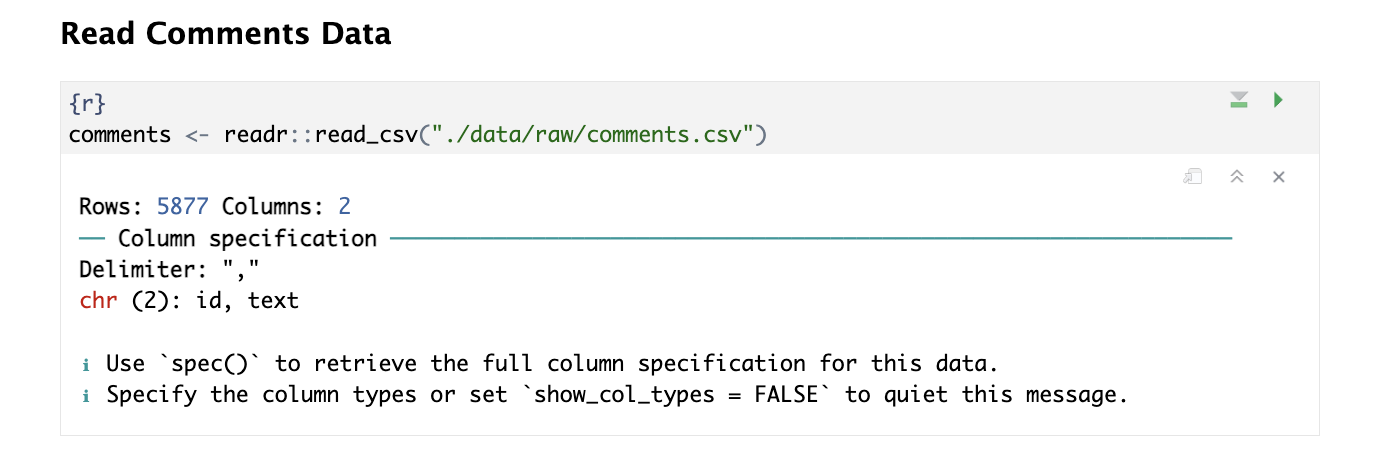 Read Comments Data
{r}
comments <- readr::read_csv("./data/raw/comments.csv")
Rows: 5877 Columns: 2
── Column specification ─────────────────────────────────────────────────────────────────
Delimiter: ","
chr (2): id, text
ℹ Use `spec()` to retrieve the full column specification for this data.
ℹ Specify the column types or set `show_col_types = FALSE` to quiet this message.